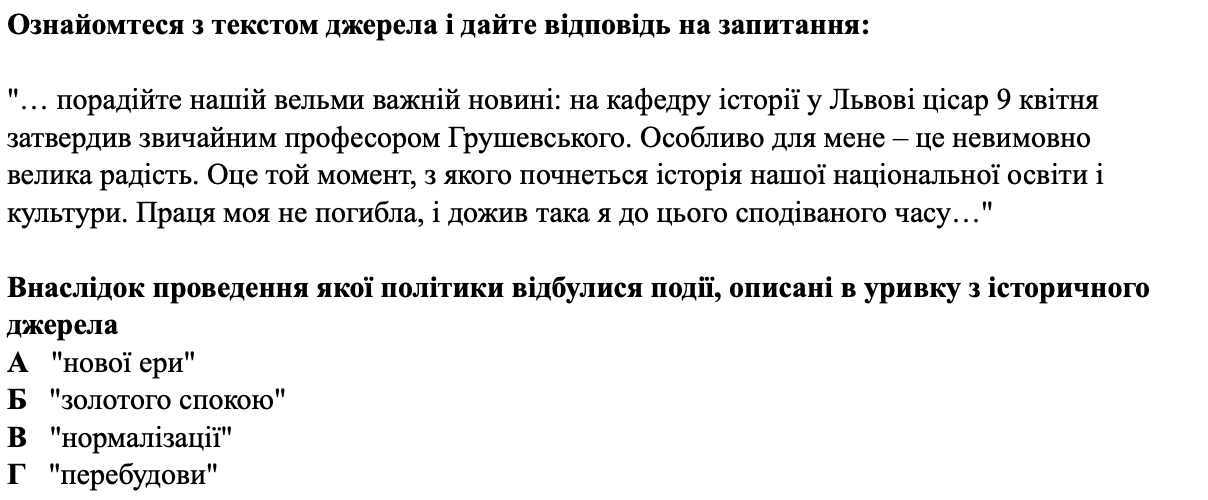 Ознайомтеся з текстом джерела і дайте відповідь на запитання:
"… порадійте нашій вельми важній новині: на кафедру історії у Львові цісар 9 квітня
затвердив звичайним професором Грушевського. Особливо для мене – це невимовно
велика радість. Оце той момент, з якого почнеться історія нашої національної освіти і
культури. Праця моя не погибла, і дожив така я до цього сподіваного часу…"
Внаслідок проведення якої політики відбулися події, описані в уривку з історичного
джерела
А "нової ери"
Б "золотого спокою"
В "нормалізації"
Г "перебудови"